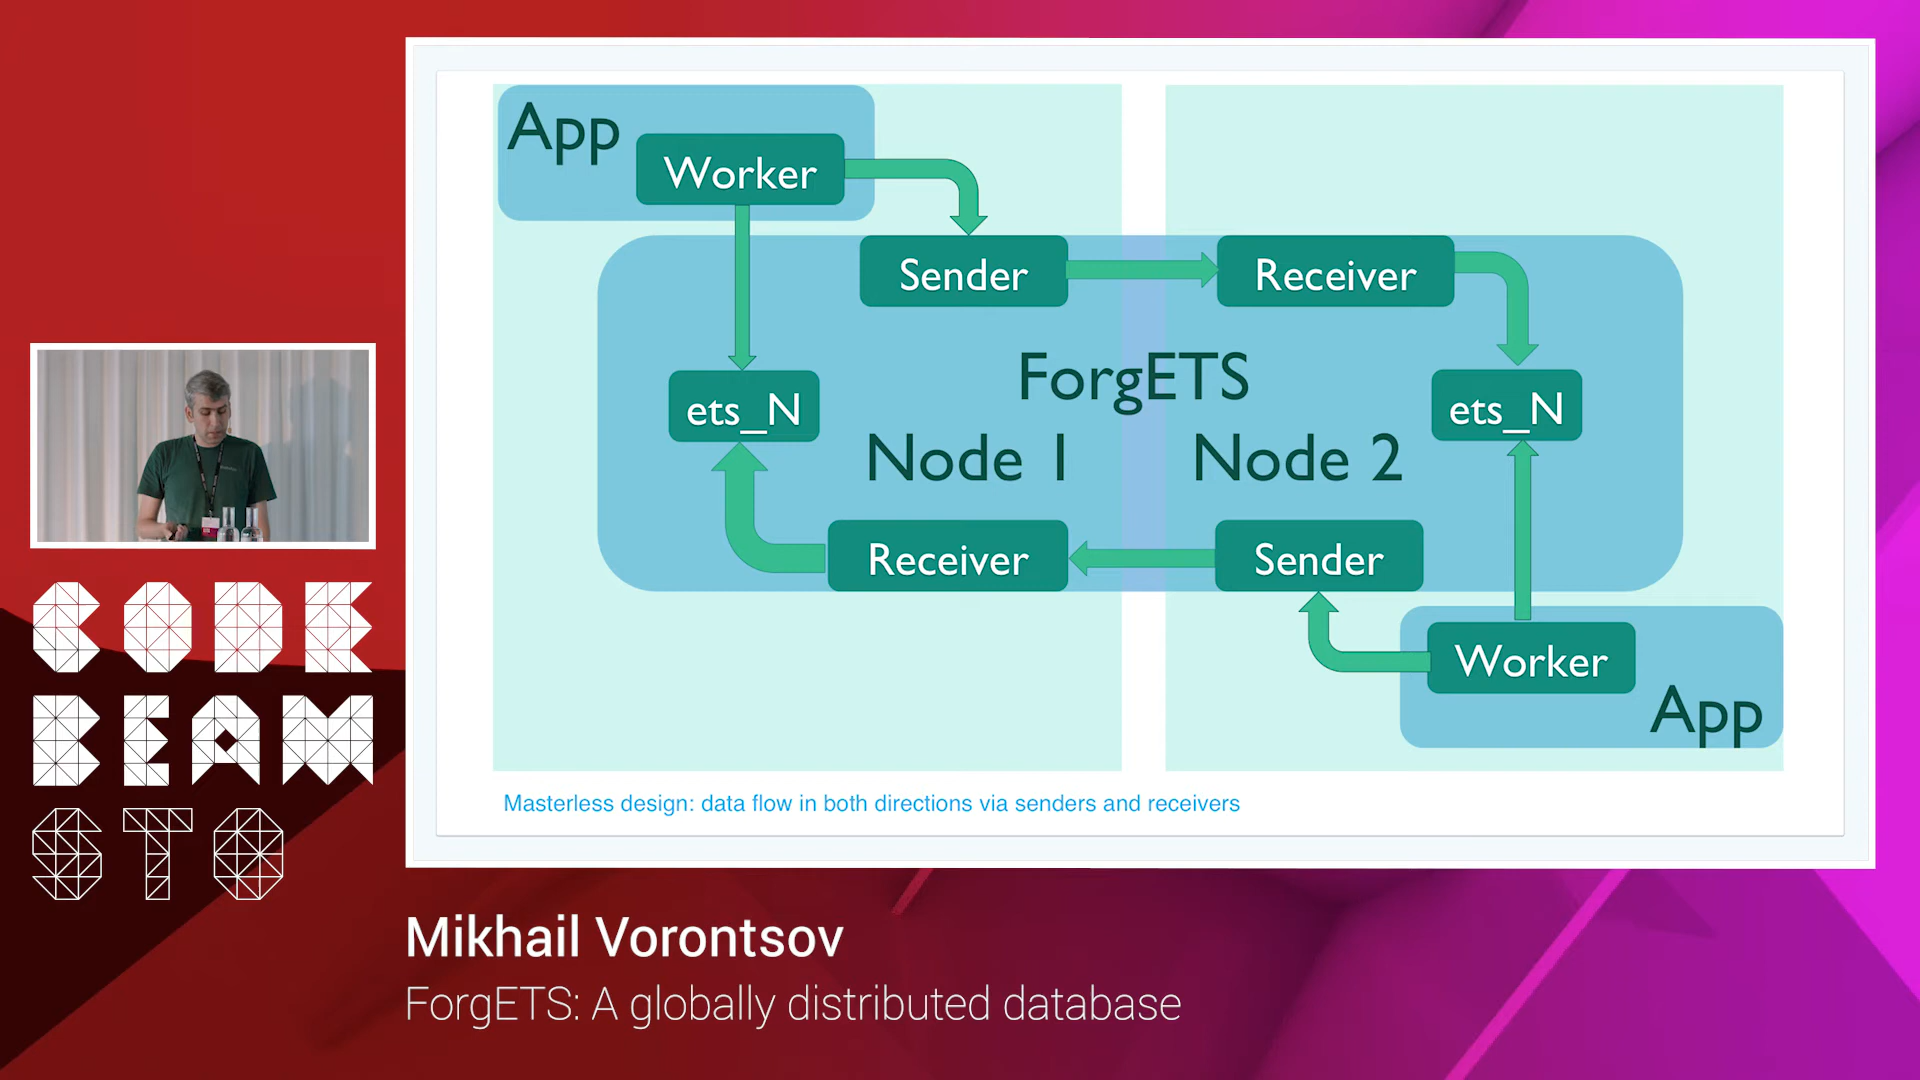 App
Worker
Sender
Receiver
ForgETS
ets_N
ets_N
Node 1
Node 2
Receiver
Sender
Worker
App
Masterless design: data flow in both directions via senders and receivers
CODE
BEAM
STO
Mikhail Vorontsov
ForgETS: A globally distributed database